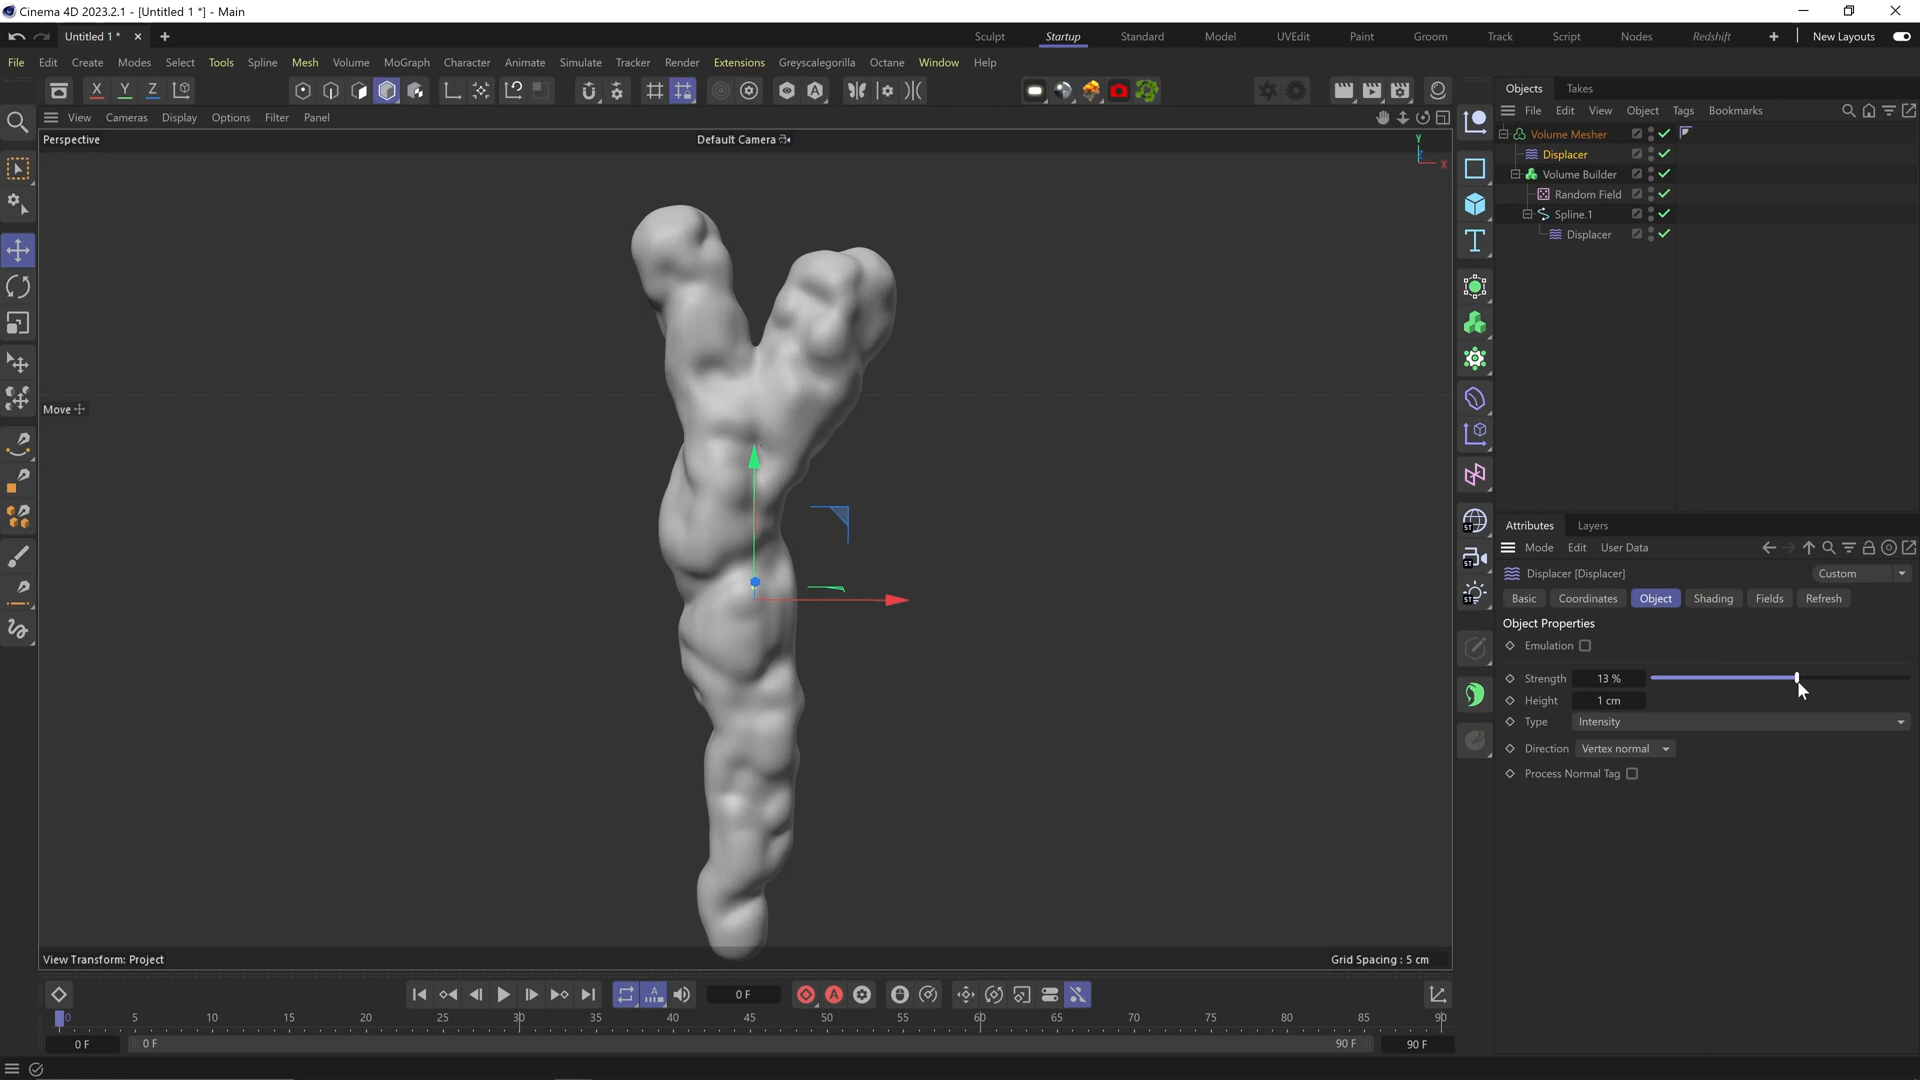 Cinema 4D 2023.2.1 - [Untitled 1 *] - Main
Untitled 1 *
Sculpt Startup Standard Model UVEdit Paint Groom Track Script Nodes Redshift New Layouts
File Edit Create Modes Select Tools Spline Mesh Volume MoGraph Character Animate Simulate Tracker Render Extensions Greyscalegorilla Octane Window Help
X Y Z
View Cameras Display Options Filter Panel
Perspective
Default Camera
Y
Z
X
Move
View Transform: Project
Grid Spacing : 5 cm
Objects Takes
File Edit View Object Tags Bookmarks
Volume Mesher
Displacer
Volume Builder
Random Field
Spline.1
Displacer
ST
ST
ST
Attributes Layers
Mode Edit User Data
Displacer [Displacer]
Custom
Basic Coordinates Object Shading Fields Refresh
Object Properties
Emulation
Strength 13 %
Height 1 cm
Type Intensity
Direction Vertex normal
Process Normal Tag
A
0 F
A
0 5 10 15 20 25 30 35 40 45 50 55 60 65 70 75 80 85 90
0 F 0 F 90 F 90 F